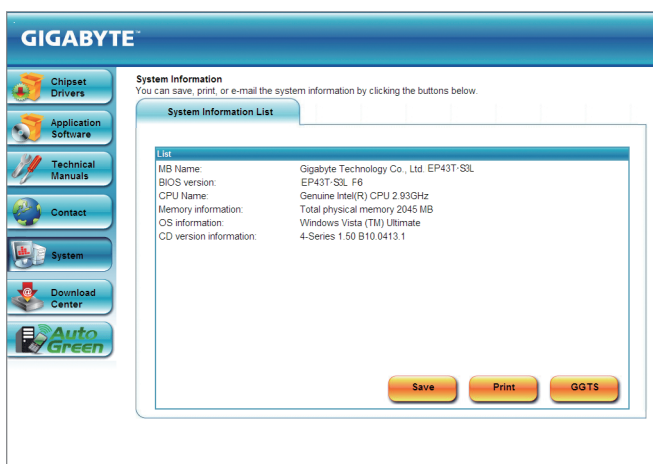 GIGABYTE™
Chipset
Drivers
Application
Software
Technical
Manuals
Contact
System
Download
Center
Auto
Green
System Information
You can save, print, or e-mail the system information by clicking the buttons below.
System Information List
List
MB Name: Gigabyte Technology Co., Ltd. EP43T-S3L
BIOS version: EP43T-S3L F6
CPU Name: Genuine Intel(R) CPU 2.93GHz
Memory information: Total physical memory 2045 MB
OS information: Windows Vista (TM) Ultimate
CD version information: 4-Series 1.50 B10.0413.1
Save Print GGTS